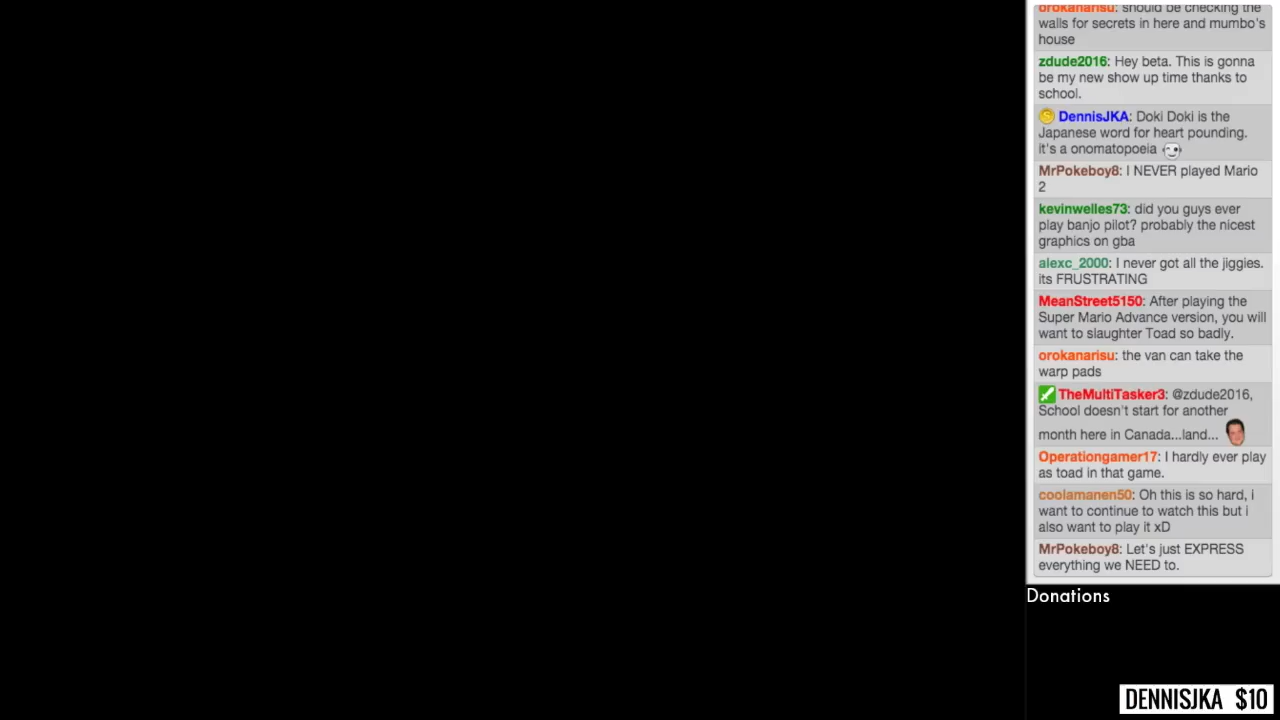 orokanarisu: should be checking the
walls for secrets in here and mumbo's
house
zdude2016: Hey beta. This is gonna
be my new show up time thanks to
school.
DennisJKA: Doki Doki is the
Japanese word for heart pounding.
it's a onomatopoeia
MrPokeboy8: I NEVER played Mario
2
kevinwelles73: did you guys ever
play banjo pilot? probably the nicest
graphics on gba
alexc_2000: I never got all the jiggies.
its FRUSTRATING
MeanStreet5150: After playing the
Super Mario Advance version, you will
want to slaughter Toad so badly.
orokanarisu: the van can take the
warp pads
TheMultiTasker3: @zdude2016,
School doesn't start for another
month here in Canada...land...
Operationgamer17: I hardly ever play
as toad in that game.
coolamanen50: Oh this is so hard, i
want to continue to watch this but i
also want to play it xD
MrPokeboy8: Let's just EXPRESS
everything we NEED to.
Donations
DENNISJKA $10